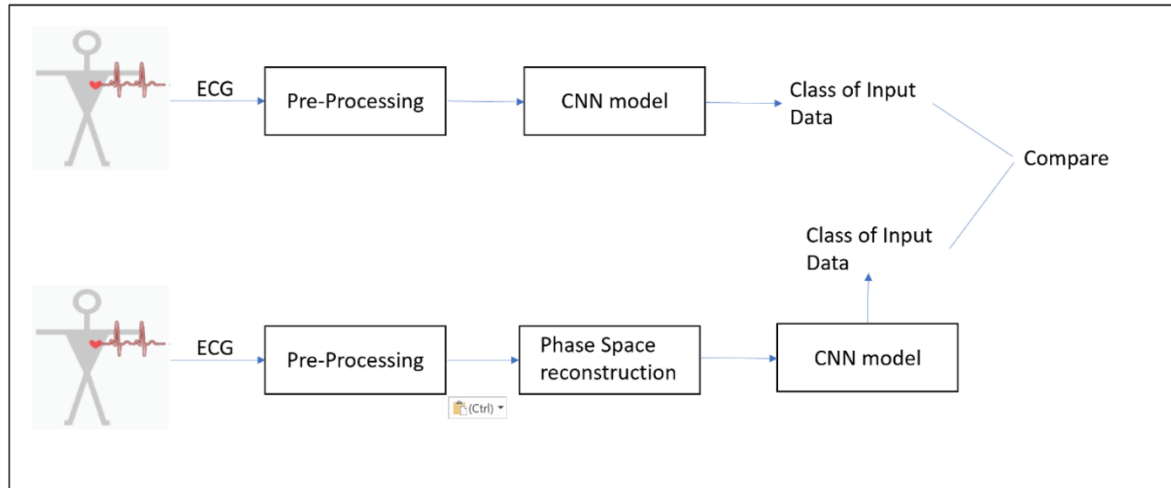 ECG
Pre-Processing
CNN model
Class of Input
Data
Compare
Class of Input
Data
ECG
Pre-Processing
Phase Space
reconstruction
CNN model
(Ctrl)